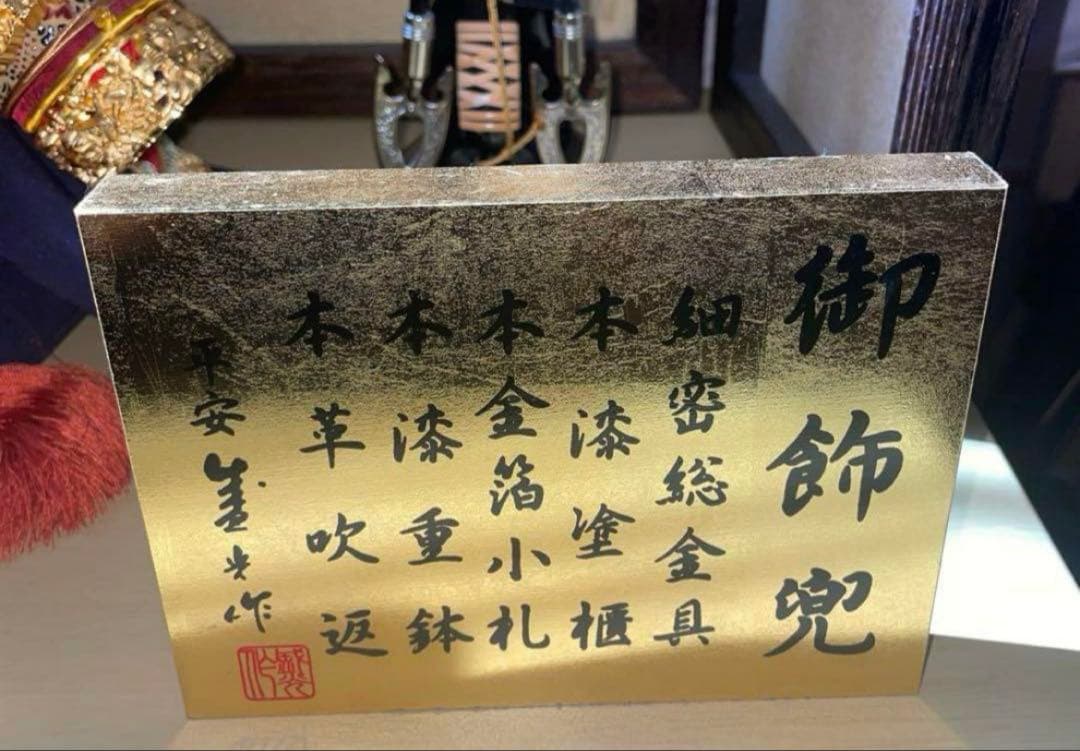 御飾兜
細密総金具
本漆塗櫃
本金箔小札
本漆重鉢
本革吹返
平安 光作